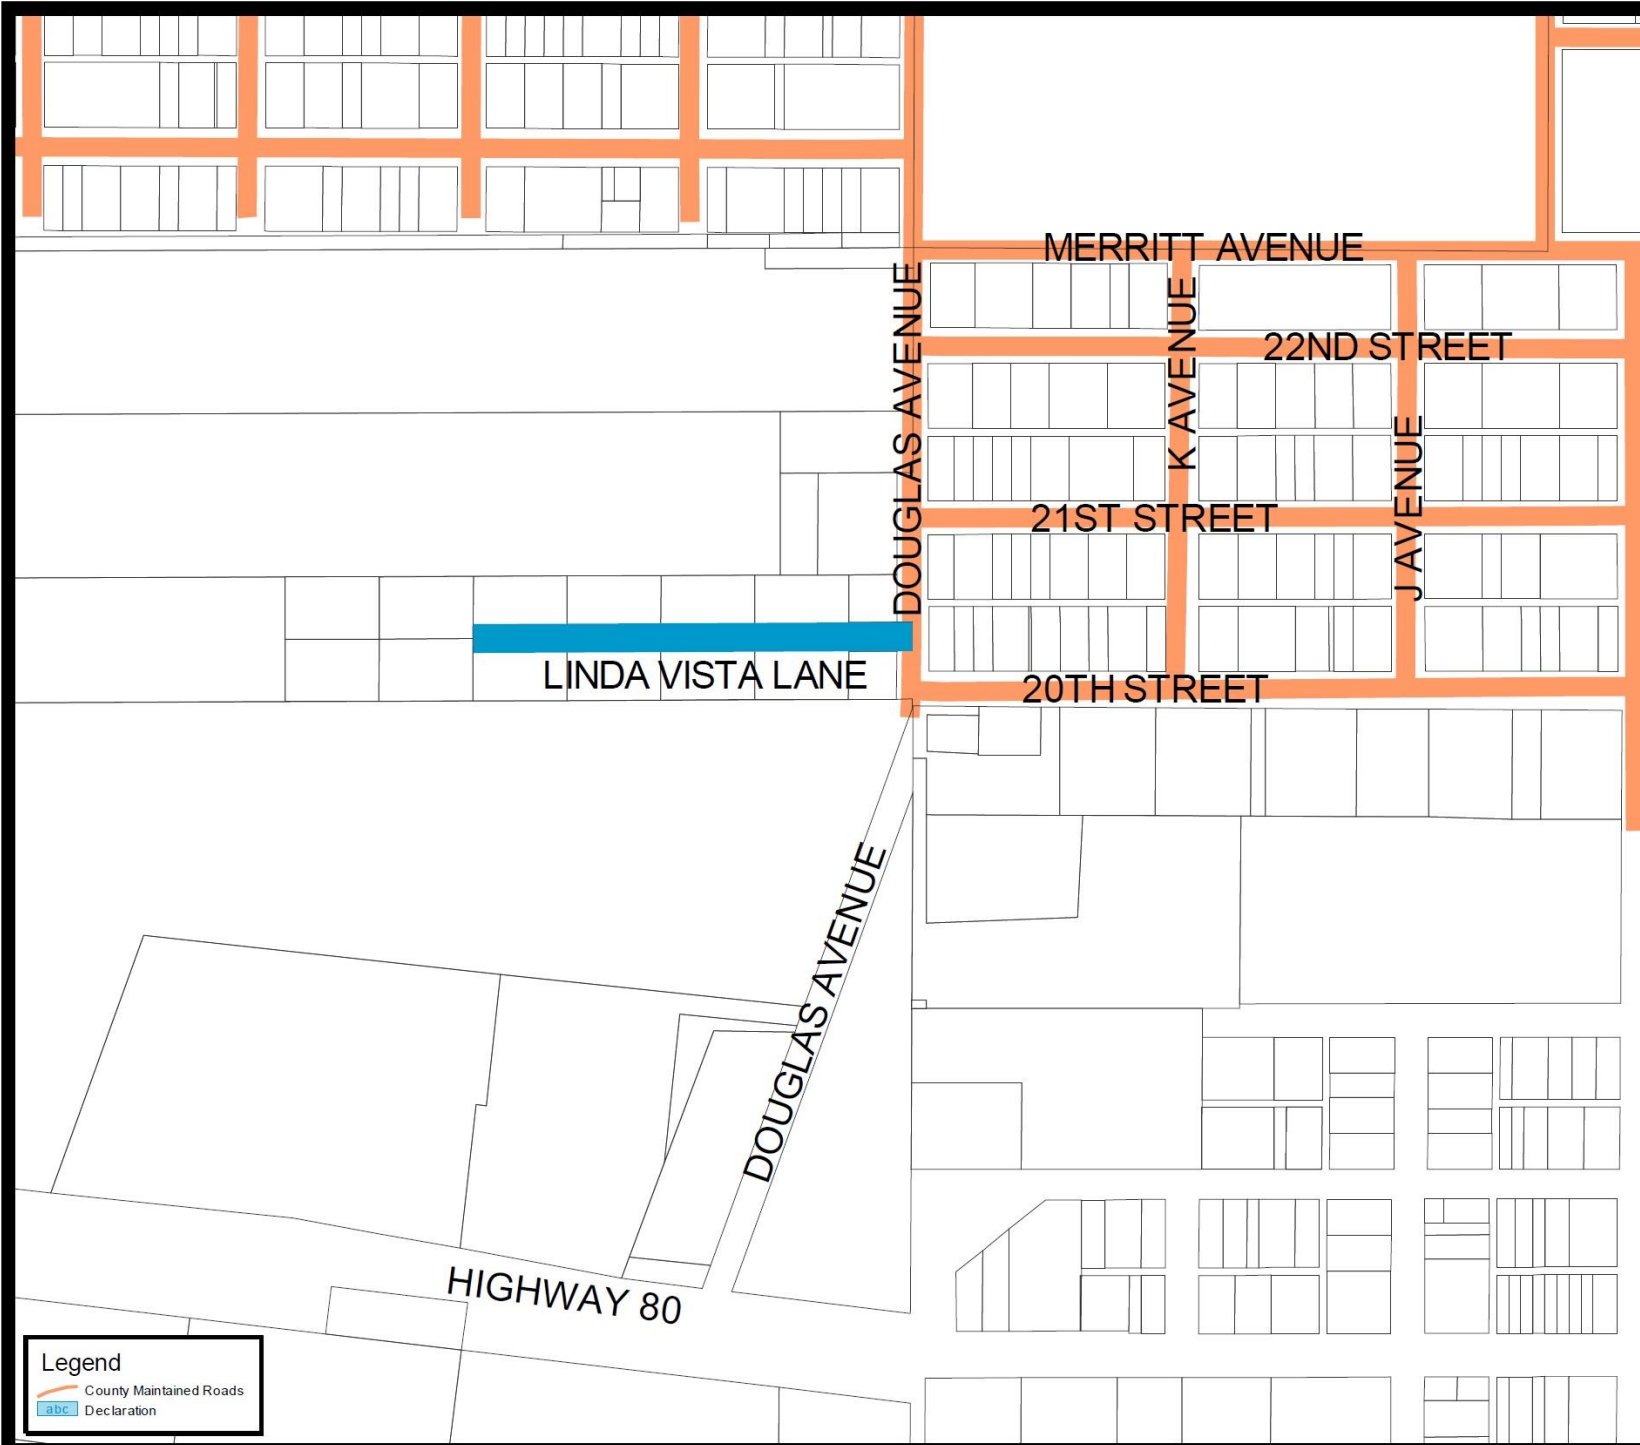 MERRITT AVENUE
DOUGLAS AVENUE
K AVENUE
22ND STREET
J AVENUE
21ST STREET
LINDA VISTA LANE
20TH STREET
DOUGLAS AVENUE
HIGHWAY 80
Legend
County Maintained Roads
abc Declaration